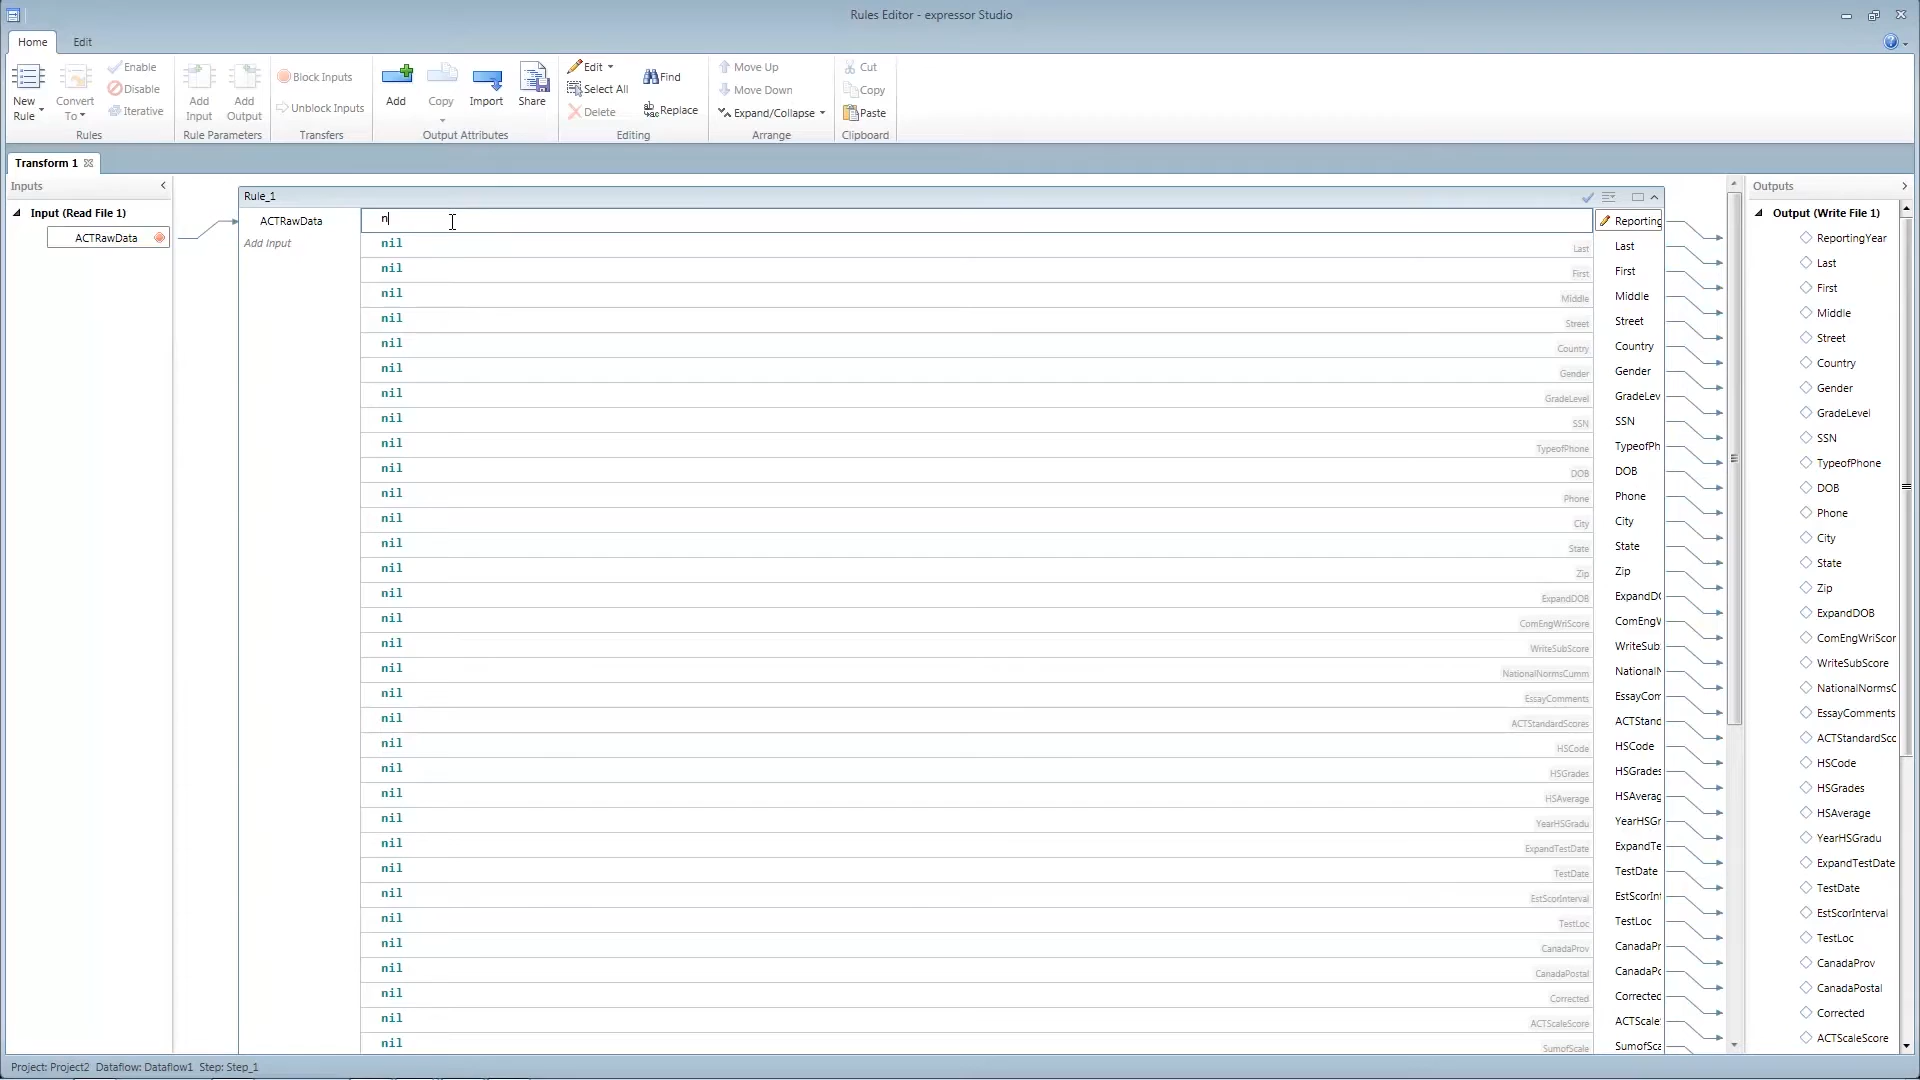 Rules Editor - expressor Studio
Home Edit
New Rule
Convert To
Enable
Disable
Iterative
Rules
Add Input
Add Output
Rule Parameters
Block Inputs
Unblock Inputs
Transfers
Add
Copy
Import
Share
Output Attributes
Edit
Select All
Delete
Find
Replace
Editing
Move Up
Move Down
Expand/Collapse
Arrange
Cut
Copy
Paste
Clipboard
Transform 1
Inputs
Input (Read File 1)
ACTRawData
Rule_1
ACTRawData
Add Input
n
Reporting
nil Last Last
nil First First
nil Middle Middle
nil Street Street
nil Country Country
nil Gender Gender
nil GradeLevel GradeLev
nil SSN SSN
nil TypeofPhone TypeofPh
nil DOB DOB
nil Phone Phone
nil City City
nil State State
nil Zip Zip
nil ExpandDOB ExpandDO
nil ComEngWriScore ComEngW
nil WriteSubScore WriteSub
nil NationalNormsCumm NationalN
nil EssayComments EssayCom
nil ACTStandardScores ACTStand
nil HSCode HSCode
nil HSGrades HSGrades
nil HSAverage HSAverag
nil YearHSGradu YearHSGr
nil ExpandTestDate ExpandTe
nil TestDate TestDate
nil EstScorInterval EstScorInt
nil TestLoc TestLoc
nil CanadaProv CanadaPr
nil CanadaPostal CanadaPo
nil Corrected Corrected
nil ACTScaleScore ACTScale
nil SumofScale SumofSca
Outputs
Output (Write File 1)
ReportingYear
Last
First
Middle
Street
Country
Gender
GradeLevel
SSN
TypeofPhone
DOB
Phone
City
State
Zip
ExpandDOB
ComEngWriScor
WriteSubScore
NationalNormsC
EssayComments
ACTStandardSco
HSCode
HSGrades
HSAverage
YearHSGradu
ExpandTestDate
TestDate
EstScorInterval
TestLoc
CanadaProv
CanadaPostal
Corrected
ACTScaleScore
Project: Project2 Dataflow: Dataflow1 Step: Step_1